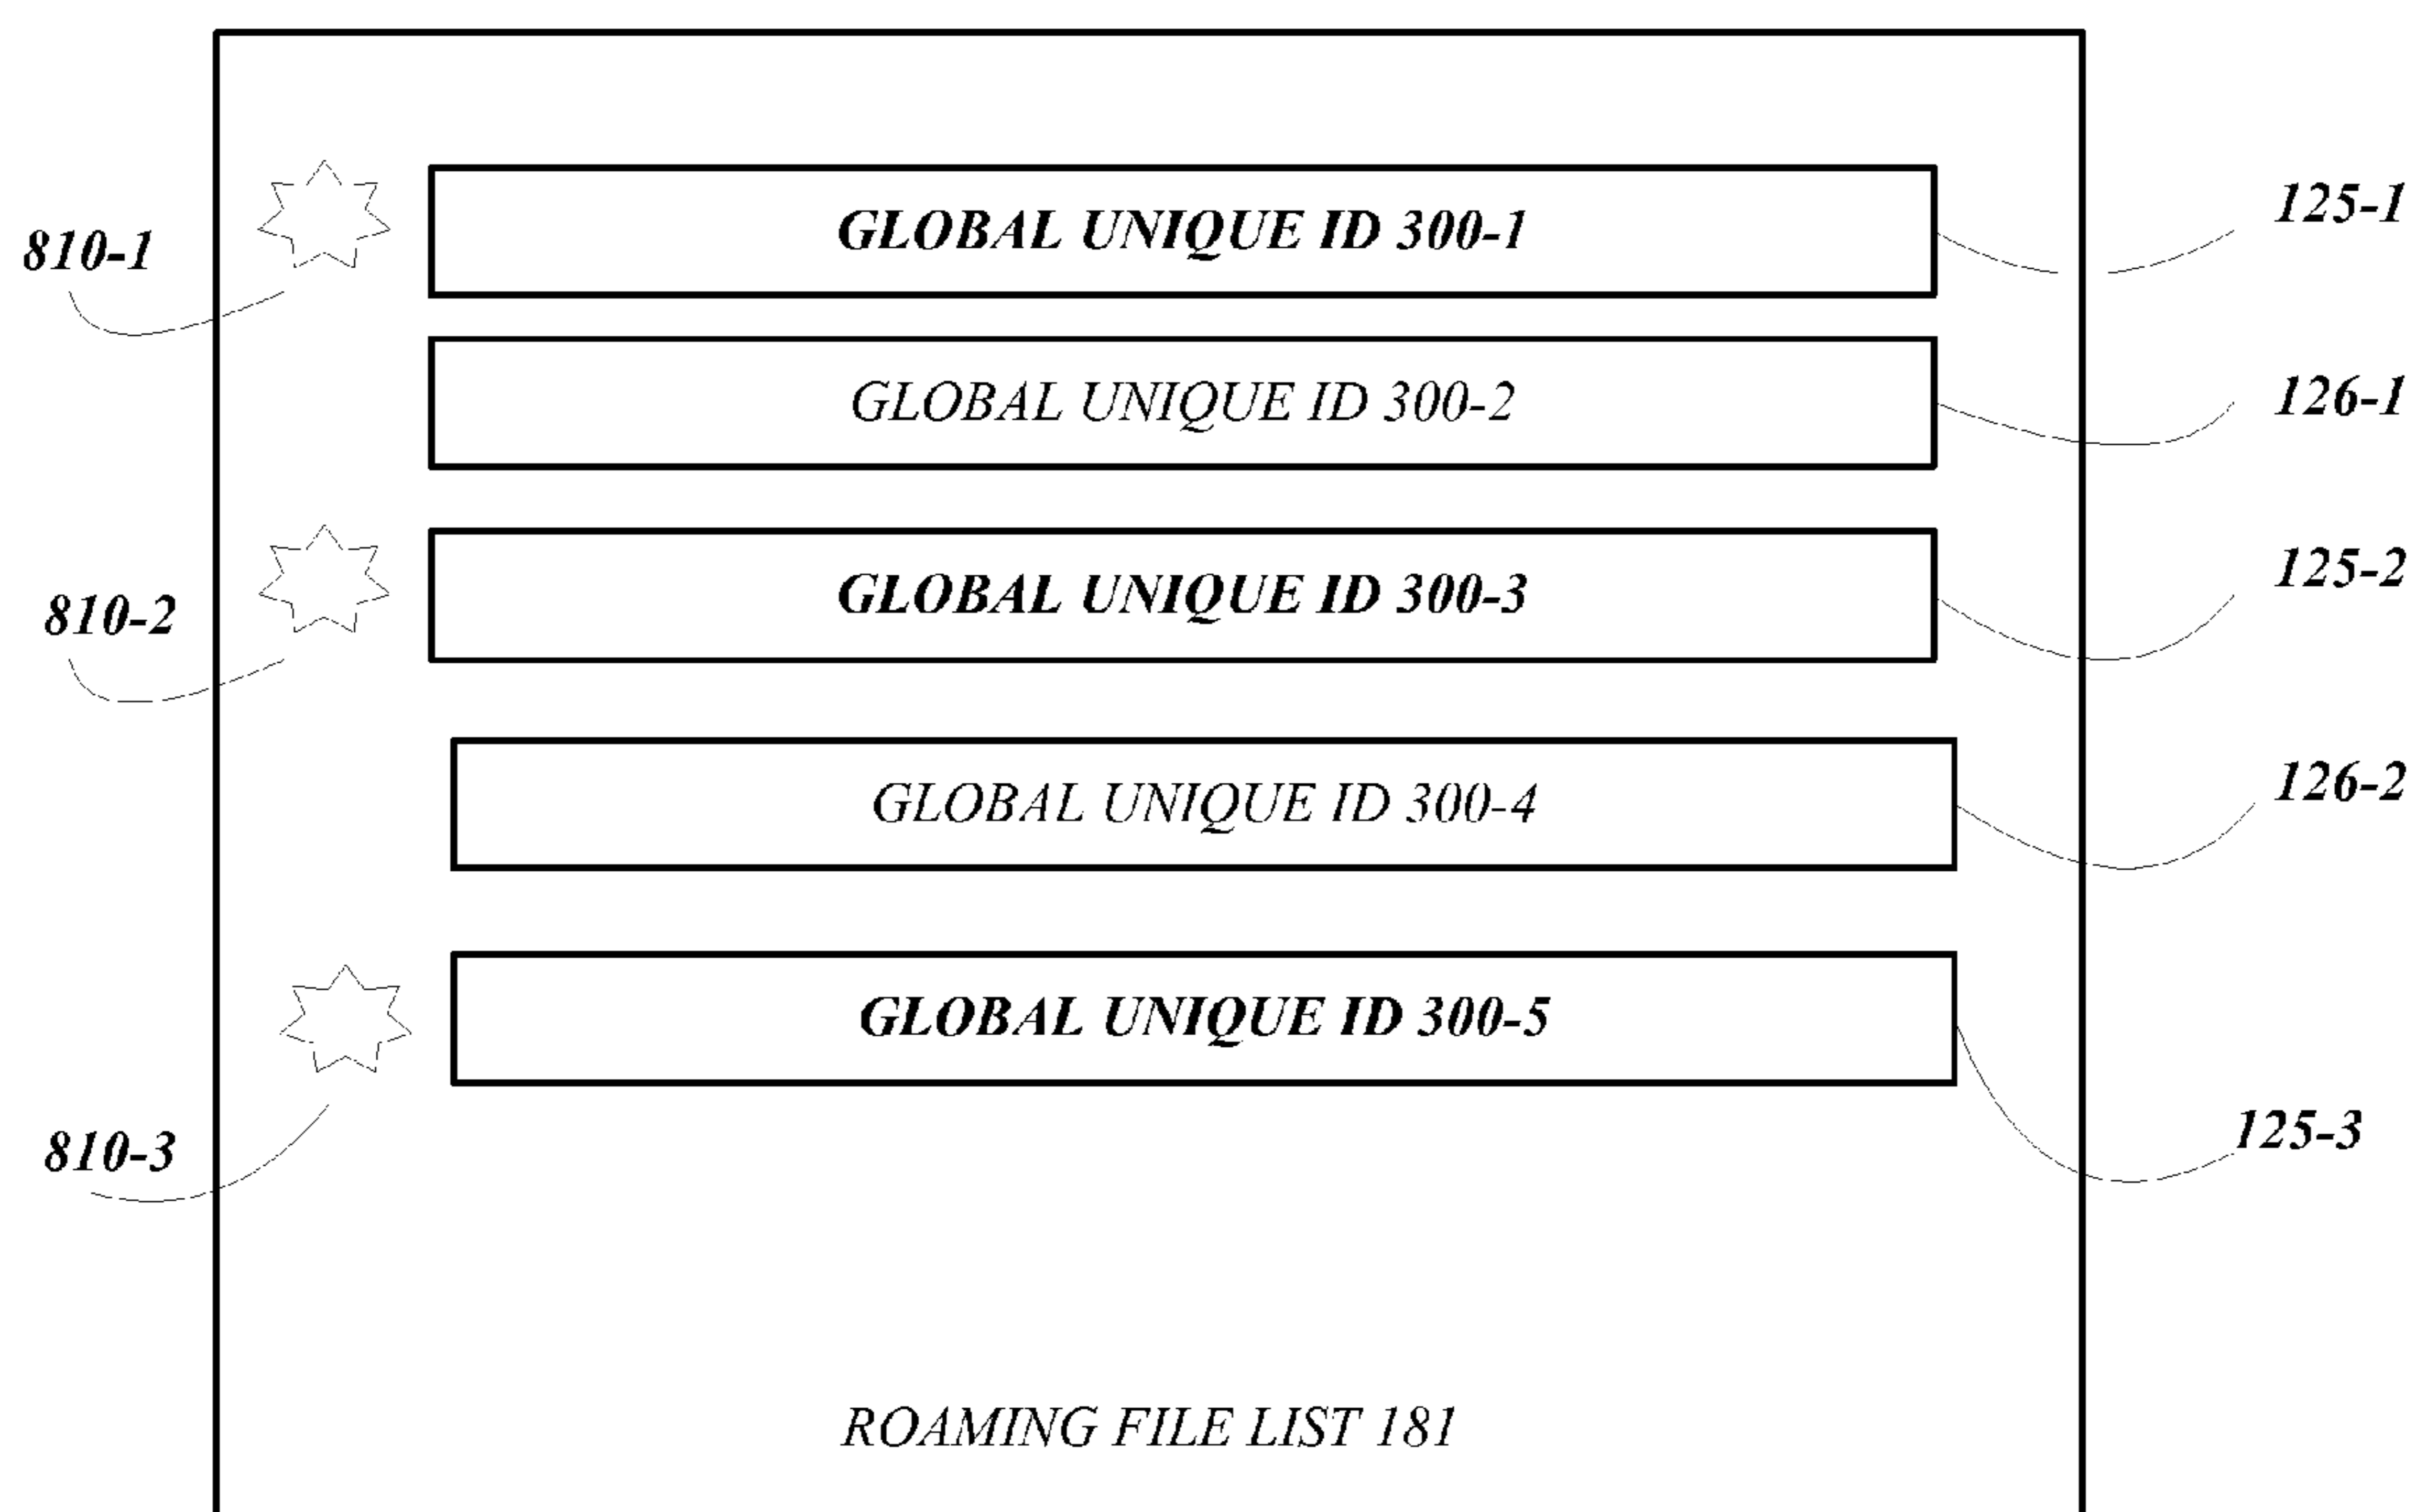 GLOBAL UNIQUE ID 300-1
125-1
810-1
GLOBAL UNIQUE ID 300-2
126-1
GLOBAL UNIQUE ID 300-3
125-2
810-2
GLOBAL UNIQUE ID 300-4
126-2
GLOBAL UNIQUE ID 300-5
125-3
810-3
ROAMING FILE LIST 181